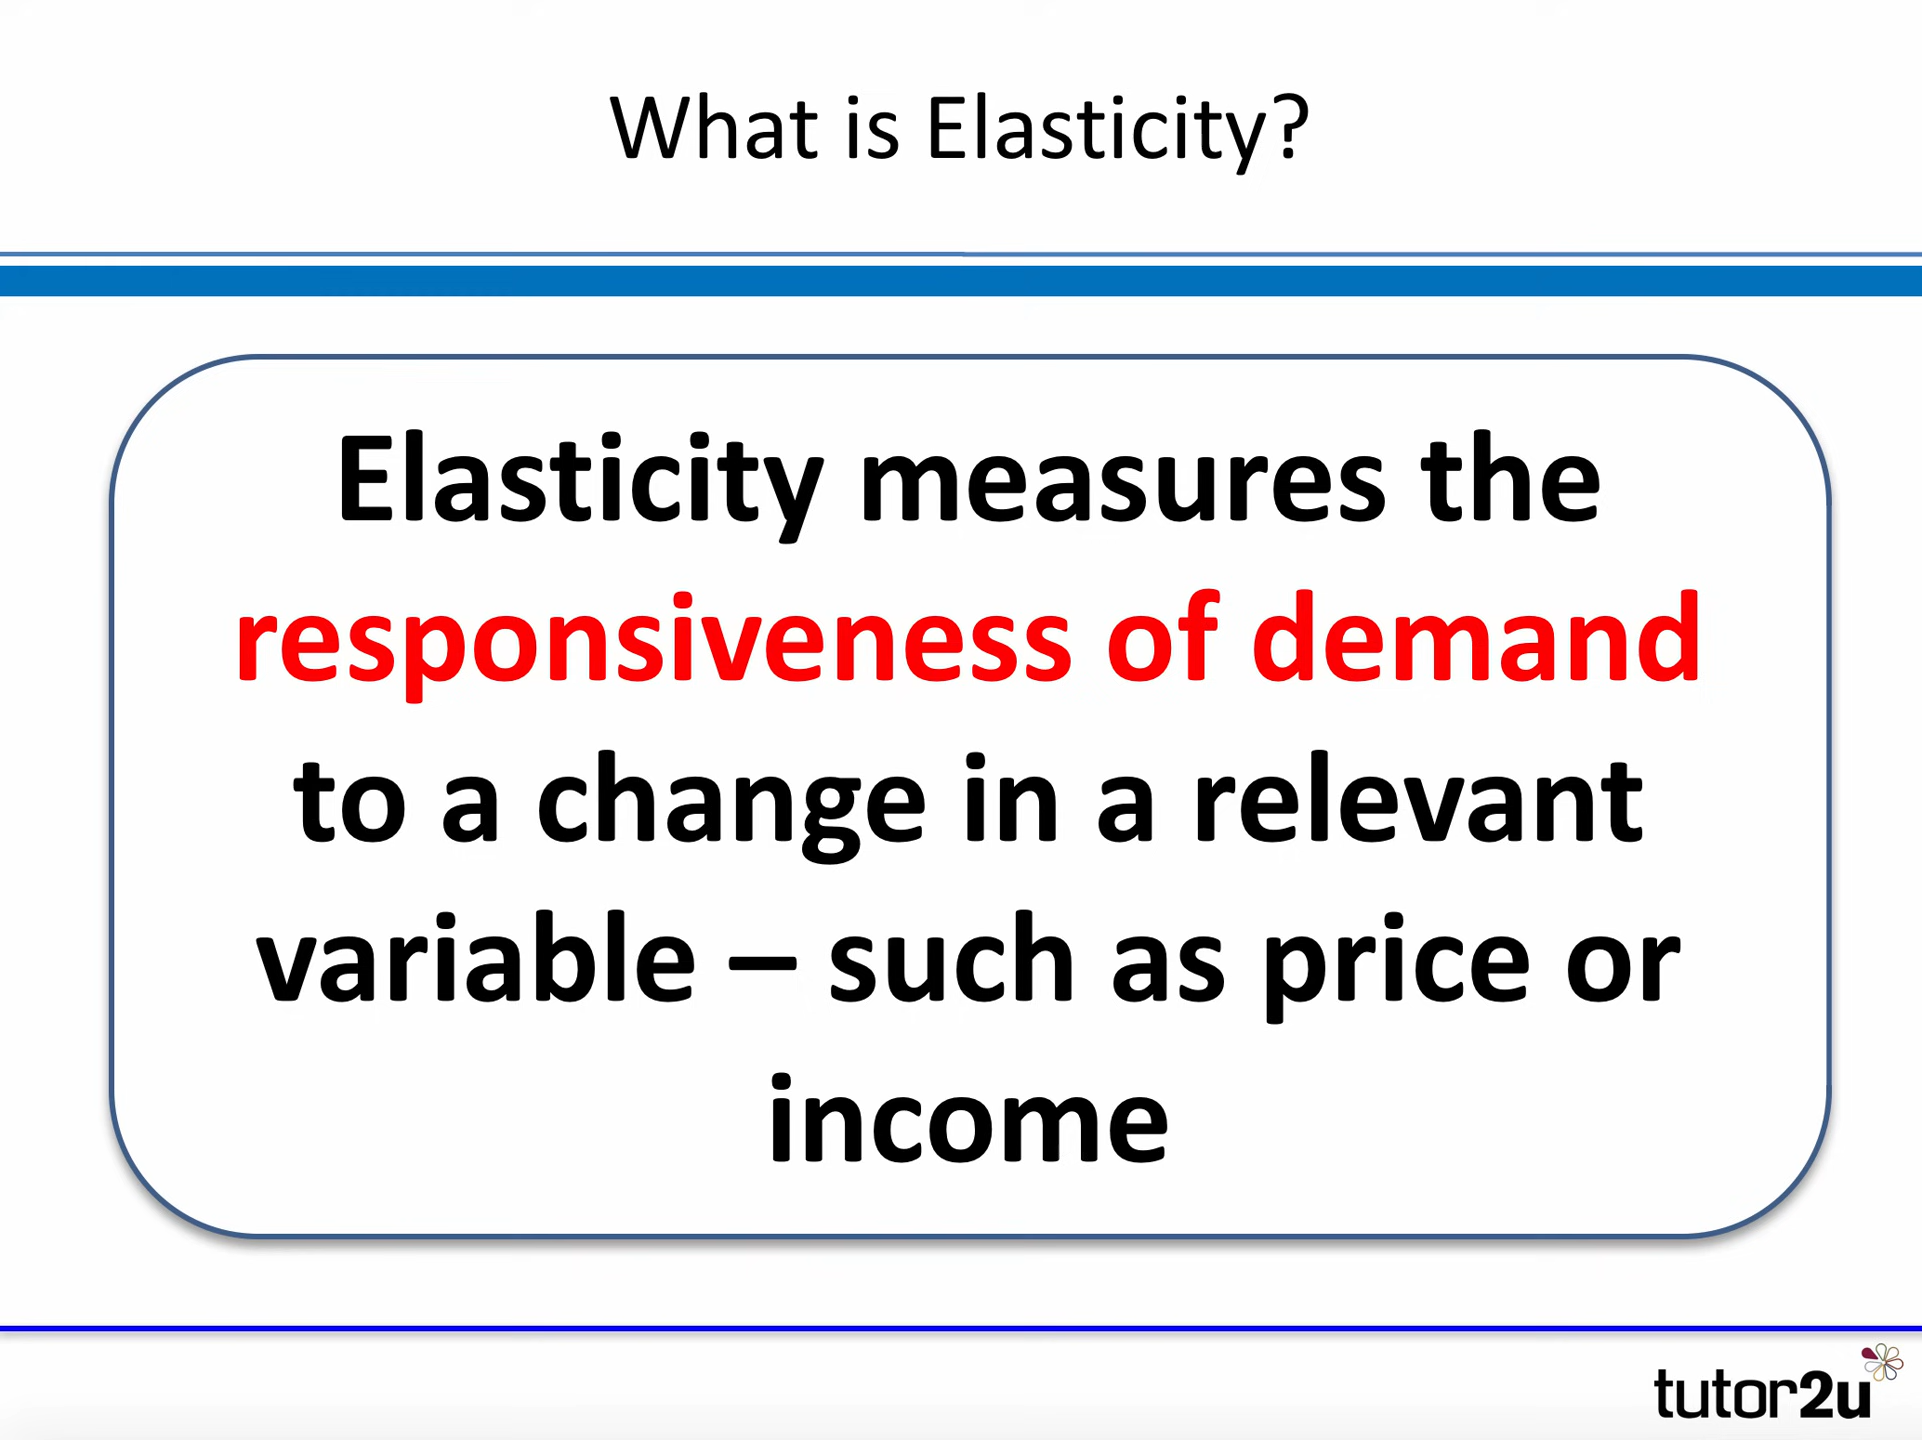 What is Elasticity?
Elasticity measures the
responsiveness of demand
to a change in a relevant
variable – such as price or
income
tutor2u